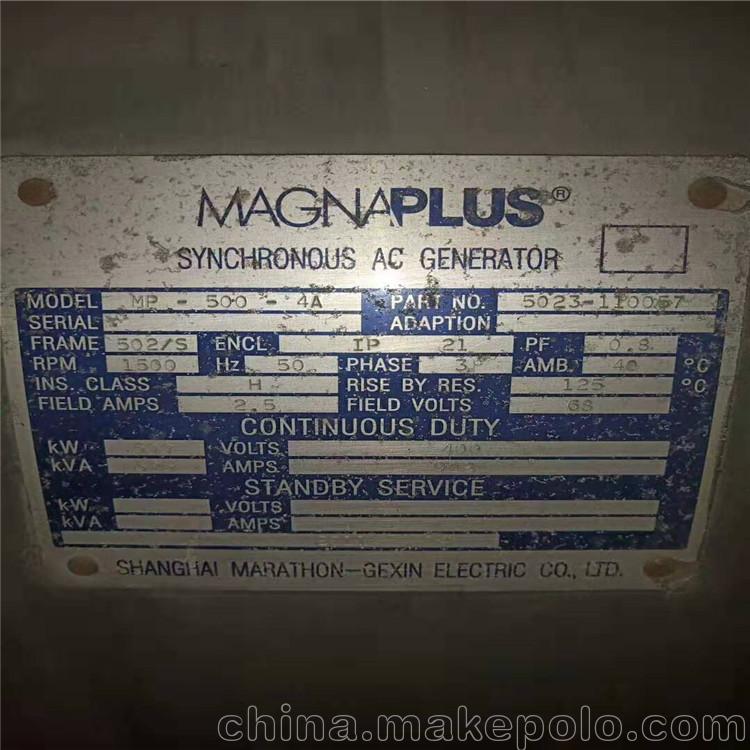 MAGNAPLUS®
SYNCHRONOUS AC GENERATOR
MODEL MP - 500 - 4A PART NO. 5023-110057
SERIAL ADAPTION
FRAME 502/S ENCL IP 21 PF 0.8
RPM 1500 Hz 50 PHASE 3 AMB. 40 °C
INS. CLASS H RISE BY RES. 125 °C
FIELD AMPS 2.5 FIELD VOLTS 68
CONTINUOUS DUTY
kW VOLTS 400
kVA AMPS
STANDBY SERVICE
kW VOLTS
kVA AMPS
SHANGHAI MARATHON-GEXIN ELECTRIC CO., LTD.
china.makepolo.com